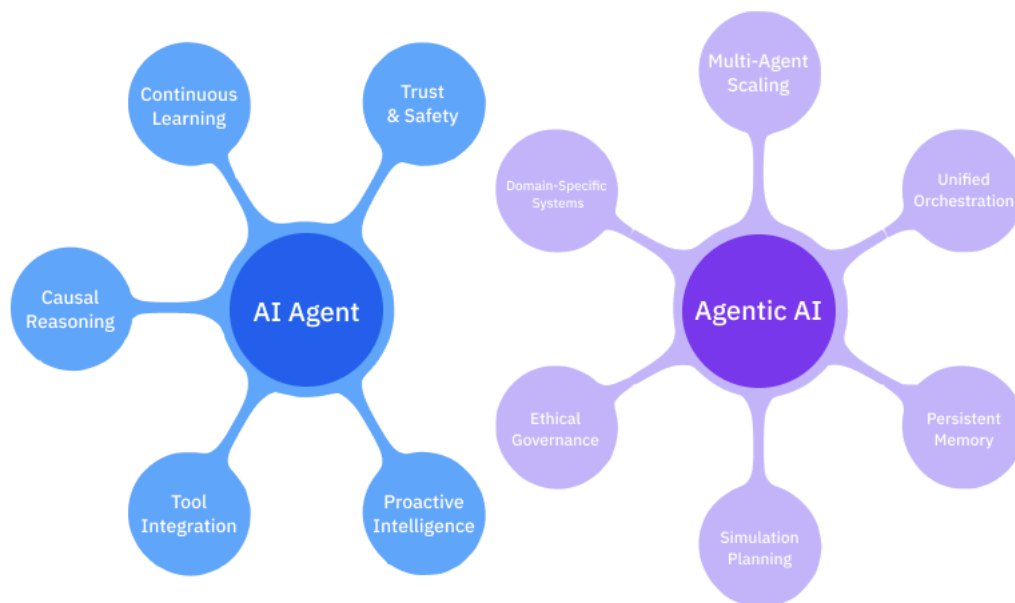 Continuous
Learning
Trust
& Safety
Causal
Reasoning
AI Agent
Tool
Integration
Proactive
Intelligence
Multi-Agent
Scaling
Domain-Specific
Systems
Unified
Orchestration
Agentic AI
Ethical
Governance
Persistent
Memory
Simulation
Planning